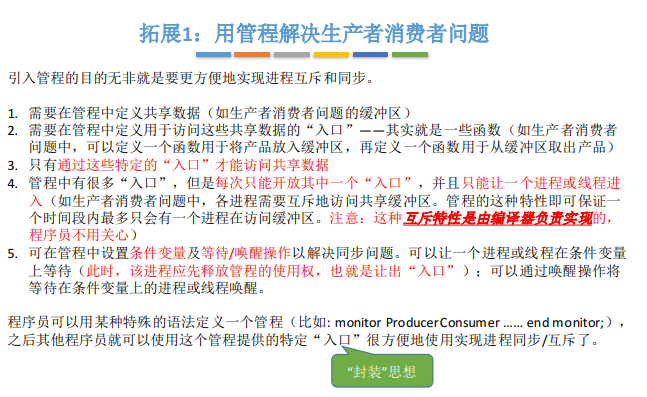 拓展1：用管程解决生产者消费者问题
引入管程的目的无非就是要更方便地实现进程互斥和同步。
1. 需要在管程中定义共享数据（如生产者消费者问题的缓冲区）
2. 需要在管程中定义用于访问这些共享数据的“入口”——其实就是一些函数（如生产者消费者
问题中，可以定义一个函数用于将产品放入缓冲区，再定义一个函数用于从缓冲区取出产品）
3. 只有通过这些特定的“入口”才能访问共享数据
4. 管程中有很多“入口”，但是每次只能开放其中一个“入口”，并且只能让一个进程或线程进
入（如生产者消费者问题中，各进程需要互斥地访问共享缓冲区。管程的这种特性即可保证一
个时间段内最多只会有一个进程在访问缓冲区。注意：这种互斥特性是由编译器负责实现的，
程序员不用关心）
5. 可在管程中设置条件变量及等待/唤醒操作以解决同步问题。可以让一个进程或线程在条件变量
上等待（此时，该进程应先释放管程的使用权，也就是让出“入口”）；可以通过唤醒操作将
等待在条件变量上的进程或线程唤醒。
程序员可以用某种特殊的语法定义一个管程（比如: monitor ProducerConsumer …… end monitor;），
之后其他程序员就可以使用这个管程提供的特定“入口”很方便地使用实现进程同步/互斥了。
“封装”思想